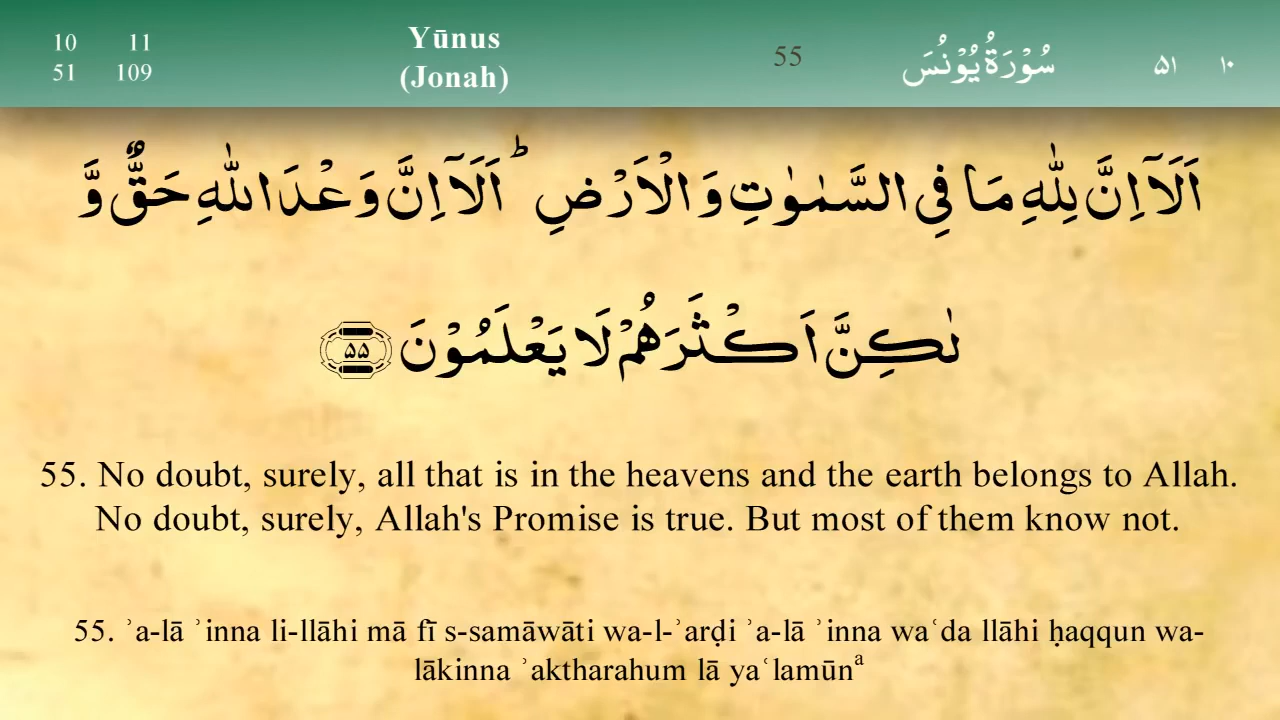 10 11
51 109
Yūnus
(Jonah)
55
سُوْرَةُ يُوْنُسَ
۵۱ ۱۰
اَلَاۤ اِنَّ لِلّٰهِ مَا فِی السَّمٰوٰتِ وَ الْاَرْضِ ؕ اَلَاۤ اِنَّ وَعْدَ اللّٰهِ حَقٌّ وَّ
لٰكِنَّ اَكْثَرَهُمْ لَا یَعْلَمُوْنَ ۵۵
55. No doubt, surely, all that is in the heavens and the earth belongs to Allah.
No doubt, surely, Allah's Promise is true. But most of them know not.
55. ʾa-lā ʾinna li-llāhi mā fī s-samāwāti wa-l-ʾarḍi ʾa-lā ʾinna waʿda llāhi ḥaqqun wa-
lākinna ʾaktharahum lā yaʿlamūnᵃ